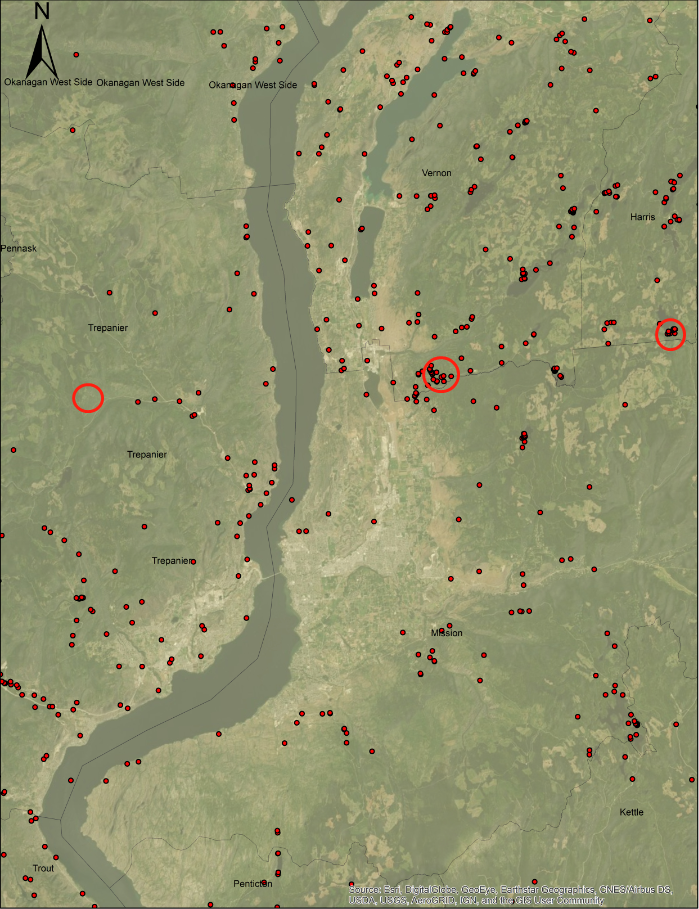 N
Okanagan West Side
Okanagan West Side
Okanagan West Side
Vernon
Harris
Pennask
Trepanier
Trepanier
Trepanier
Mission
Kettle
Trout
Penticton
Source: Esri, DigitalGlobe, GeoEye, Earthstar Geographics, CNES/Airbus DS,
USDA, USGS, AeroGRID, IGN, and the GIS User Community